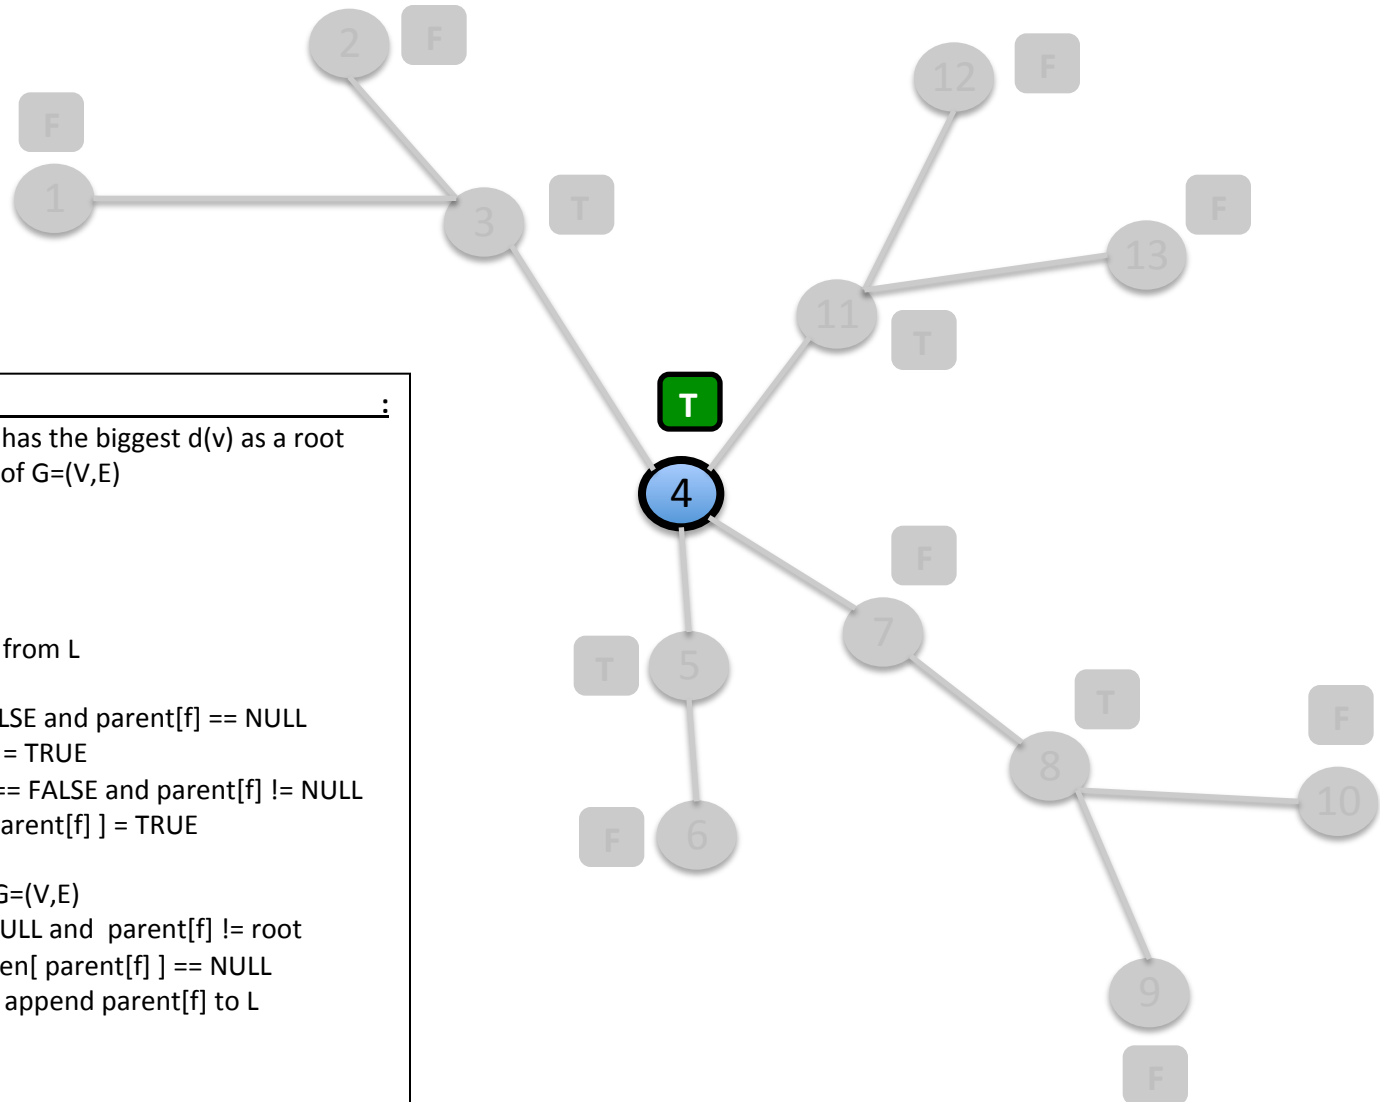 2
F
12
F
F
1
3
T
F
13
11
T
:
has the biggest d(v) as a root
of G=(V,E)
T
4
F
from L
T
5
7
LSE and parent[f] == NULL
= TRUE
== FALSE and parent[f] != NULL
arent[f] ] = TRUE
T
F
8
10
F
6
G=(V,E)
ULL and parent[f] != root
en[ parent[f] ] == NULL
append parent[f] to L
9
F